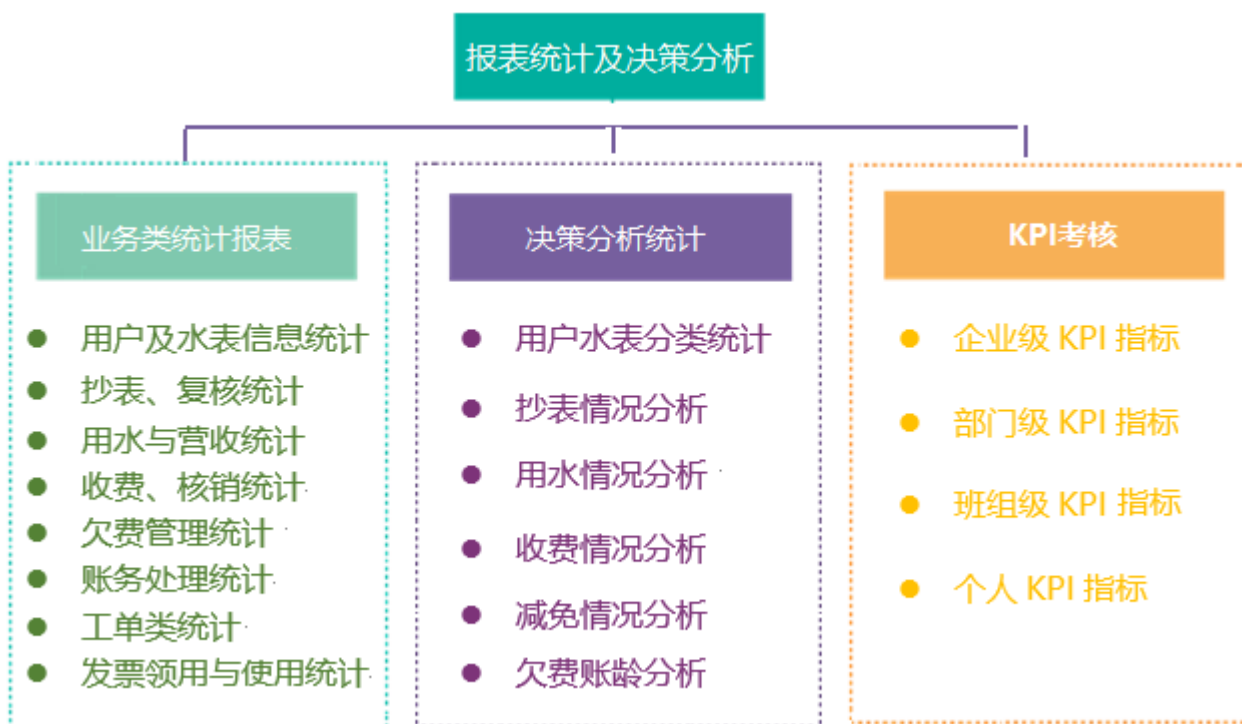 报表统计及决策分析
业务类统计报表
用户及水表信息统计
抄表、复核统计
用水与营收统计
收费、核销统计
欠费管理统计
账务处理统计
工单类统计
发票领用与使用统计
决策分析统计
用户水表分类统计
抄表情况分析
用水情况分析
收费情况分析
减免情况分析
欠费账龄分析
KPI考核
企业级 KPI 指标
部门级 KPI 指标
班组级 KPI 指标
个人 KPI 指标